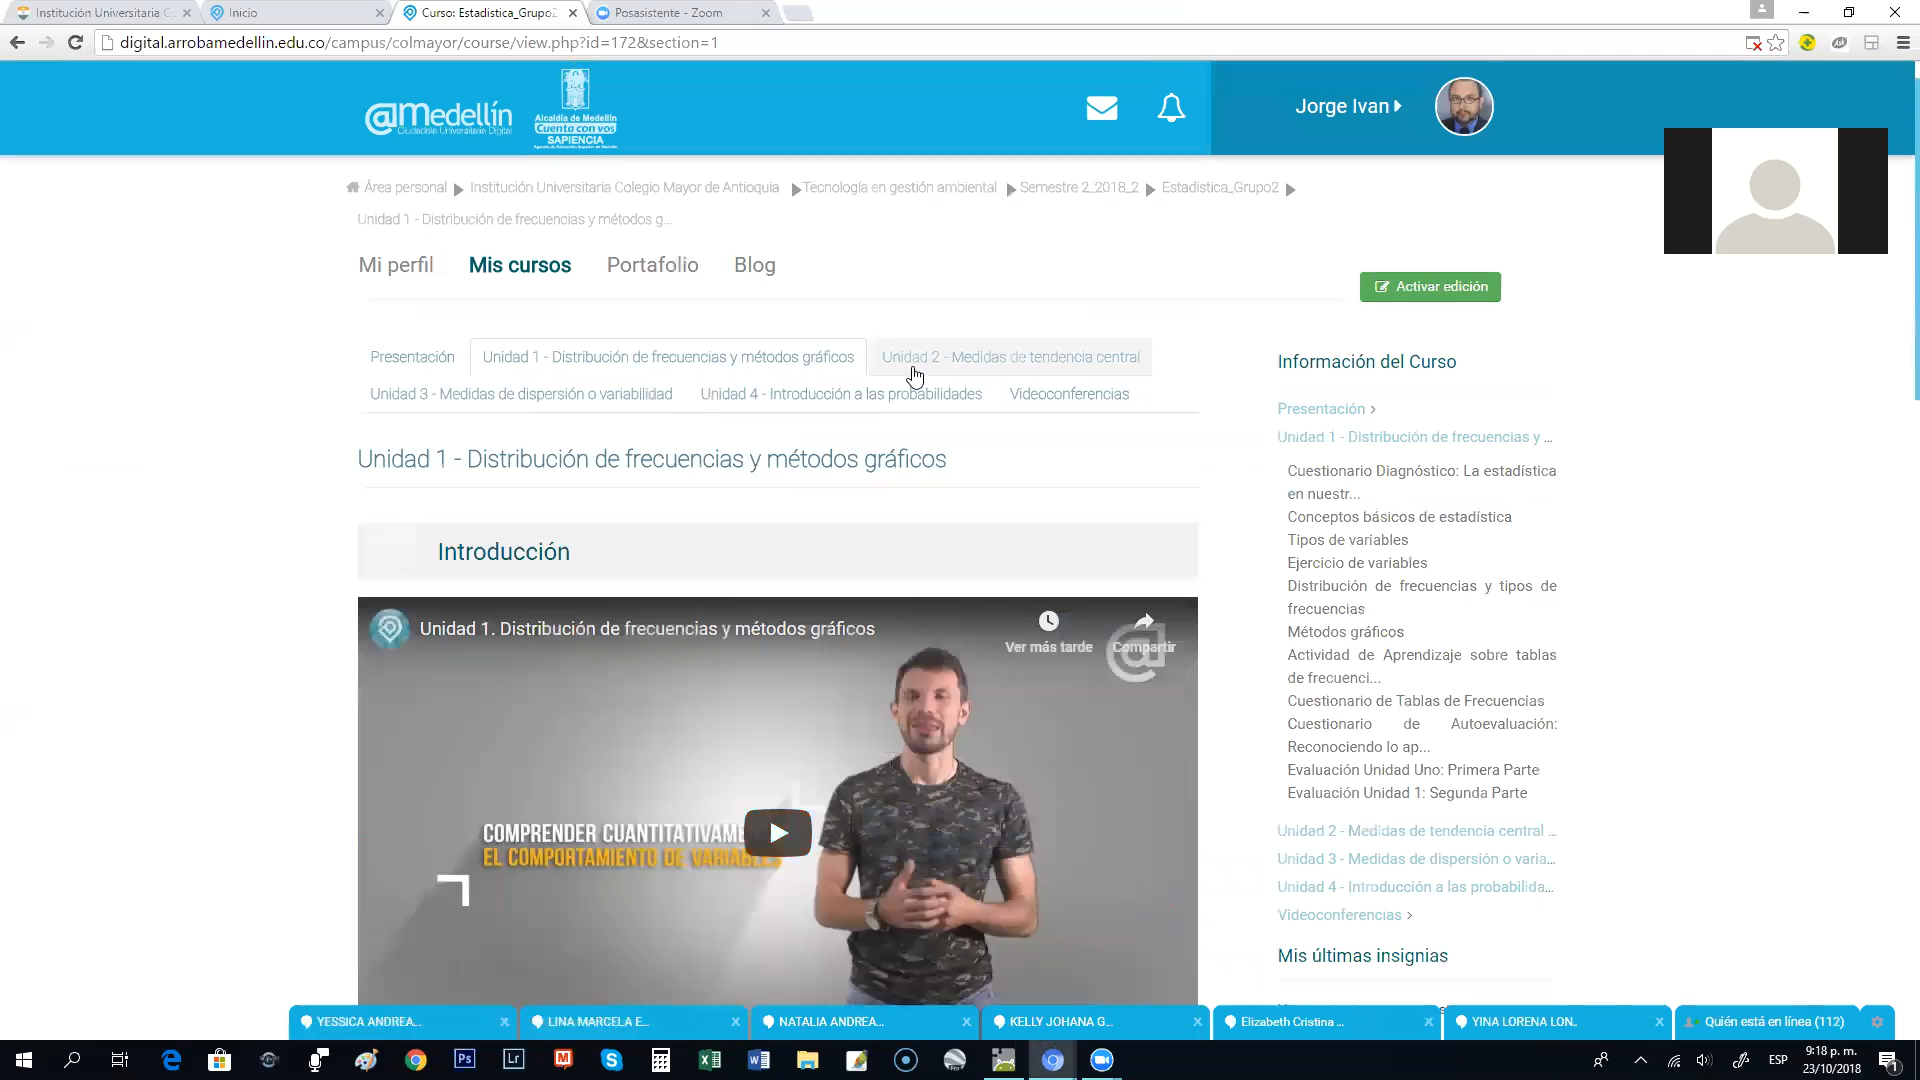 Institución Universitaria C
Inicio
Curso: Estadistica_Grupo2
Posasistente - Zoom
digital.arrobamedellin.edu.co/campus/colmayor/course/view.php?id=172&section=1
@Medellín
Ciudadela Universitaria Digital
Alcaldía de Medellín
Cuenta con vos
SAPIENCIA
Jorge Ivan
Área personal Institución Universitaria Colegio Mayor de Antioquia Tecnología en gestión ambiental Semestre 2_2018_2 Estadistica_Grupo2
Unidad 1 - Distribución de frecuencias y métodos g...
Mi perfil Mis cursos Portafolio Blog
Activar edición
Presentación Unidad 1 - Distribución de frecuencias y métodos gráficos Unidad 2 - Medidas de tendencia central
Unidad 3 - Medidas de dispersión o variabilidad Unidad 4 - Introducción a las probabilidades Videoconferencias
Unidad 1 - Distribución de frecuencias y métodos gráficos
Introducción
Unidad 1. Distribución de frecuencias y métodos gráficos
Ver más tarde
Compartir
COMPRENDER CUANTITATIVAME
EL COMPORTAMIENTO DE VARIABLES
Información del Curso
Presentación >
Unidad 1 - Distribución de frecuencias y ...
Cuestionario Diagnóstico: La estadística
en nuestr...
Conceptos básicos de estadística
Tipos de variables
Ejercicio de variables
Distribución de frecuencias y tipos de
frecuencias
Métodos gráficos
Actividad de Aprendizaje sobre tablas
de frecuenci...
Cuestionario de Tablas de Frecuencias
Cuestionario de Autoevaluación:
Reconociendo lo ap...
Evaluación Unidad Uno: Primera Parte
Evaluación Unidad 1: Segunda Parte
Unidad 2 - Medidas de tendencia central ...
Unidad 3 - Medidas de dispersión o varia...
Unidad 4 - Introducción a las probabilida...
Videoconferencias >
Mis últimas insignias
YESSICA ANDREA... x
LINA MARCELA E... x
NATALIA ANDREA... x
KELLY JOHANA G... x
Elizabeth Cristina ... x
YINA LORENA LON.. x
Quién está en línea (112)
Ps
Lr
ESP
9:18 p. m.
23/10/2018
1